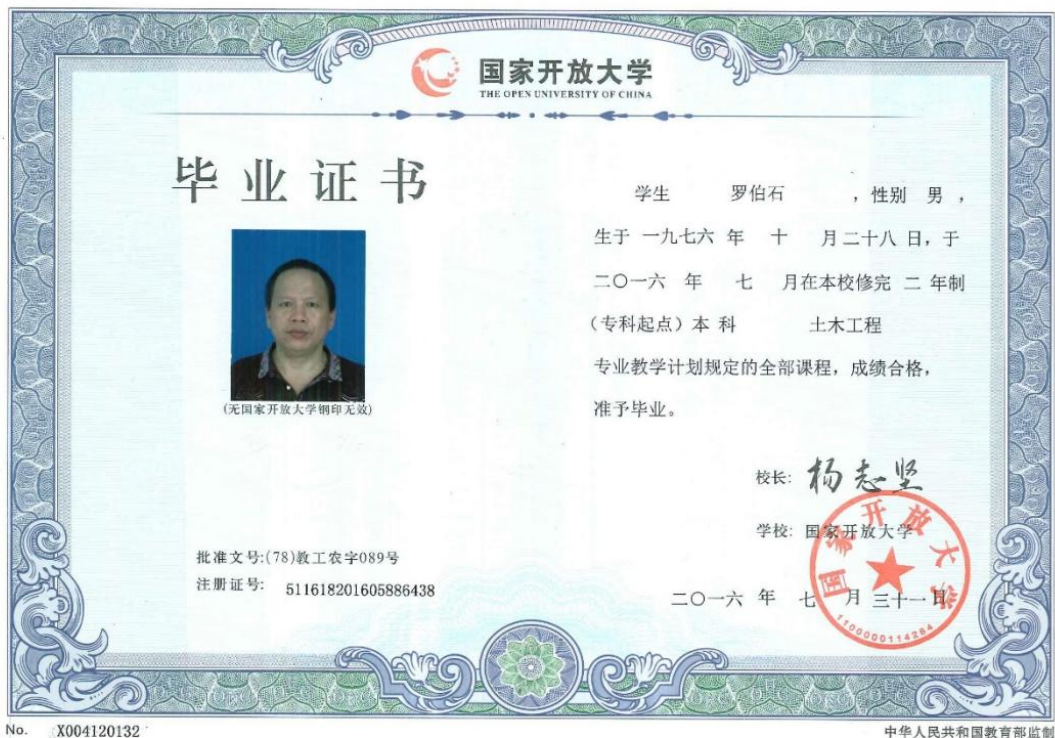 国家开放大学
THE OPEN UNIVERSITY OF CHINA
毕业证书
(无国家开放大学钢印无效)
批准文号:(78)教工农字089号
注册证号: 511618201605886438
学生 罗伯石 ，性别 男，
生于 一九七六 年 十 月二十八 日，于
二〇一六 年 七 月在本校修完 二 年制
（专科起点）本 科 土木工程
专业教学计划规定的全部课程，成绩合格，
准予毕业。
校长: 杨志坚
学校: 国家开放大学
二〇一六 年 七 月 三十一日
国家开放大学
1100000114284
No. X004120132
中华人民共和国教育部监制